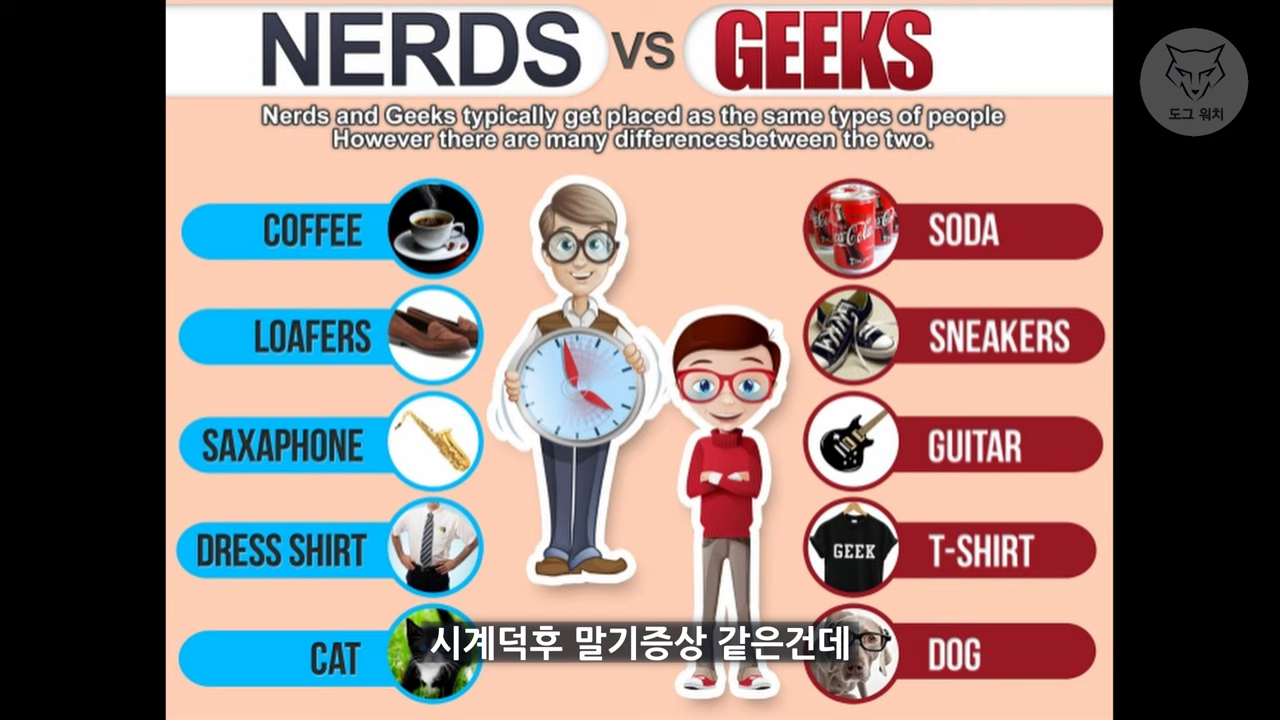 NERDS VS GEEKS
도그 워치
Nerds and Geeks typically get placed as the same types of people
However there are many differencesbetween the two.
COFFEE
SODA
Coca-Cola
LOAFERS
SNEAKERS
SAXAPHONE
GUITAR
DRESS SHIRT
GEEK
T-SHIRT
CAT
DOG
시계덕후 말기증상 같은건데